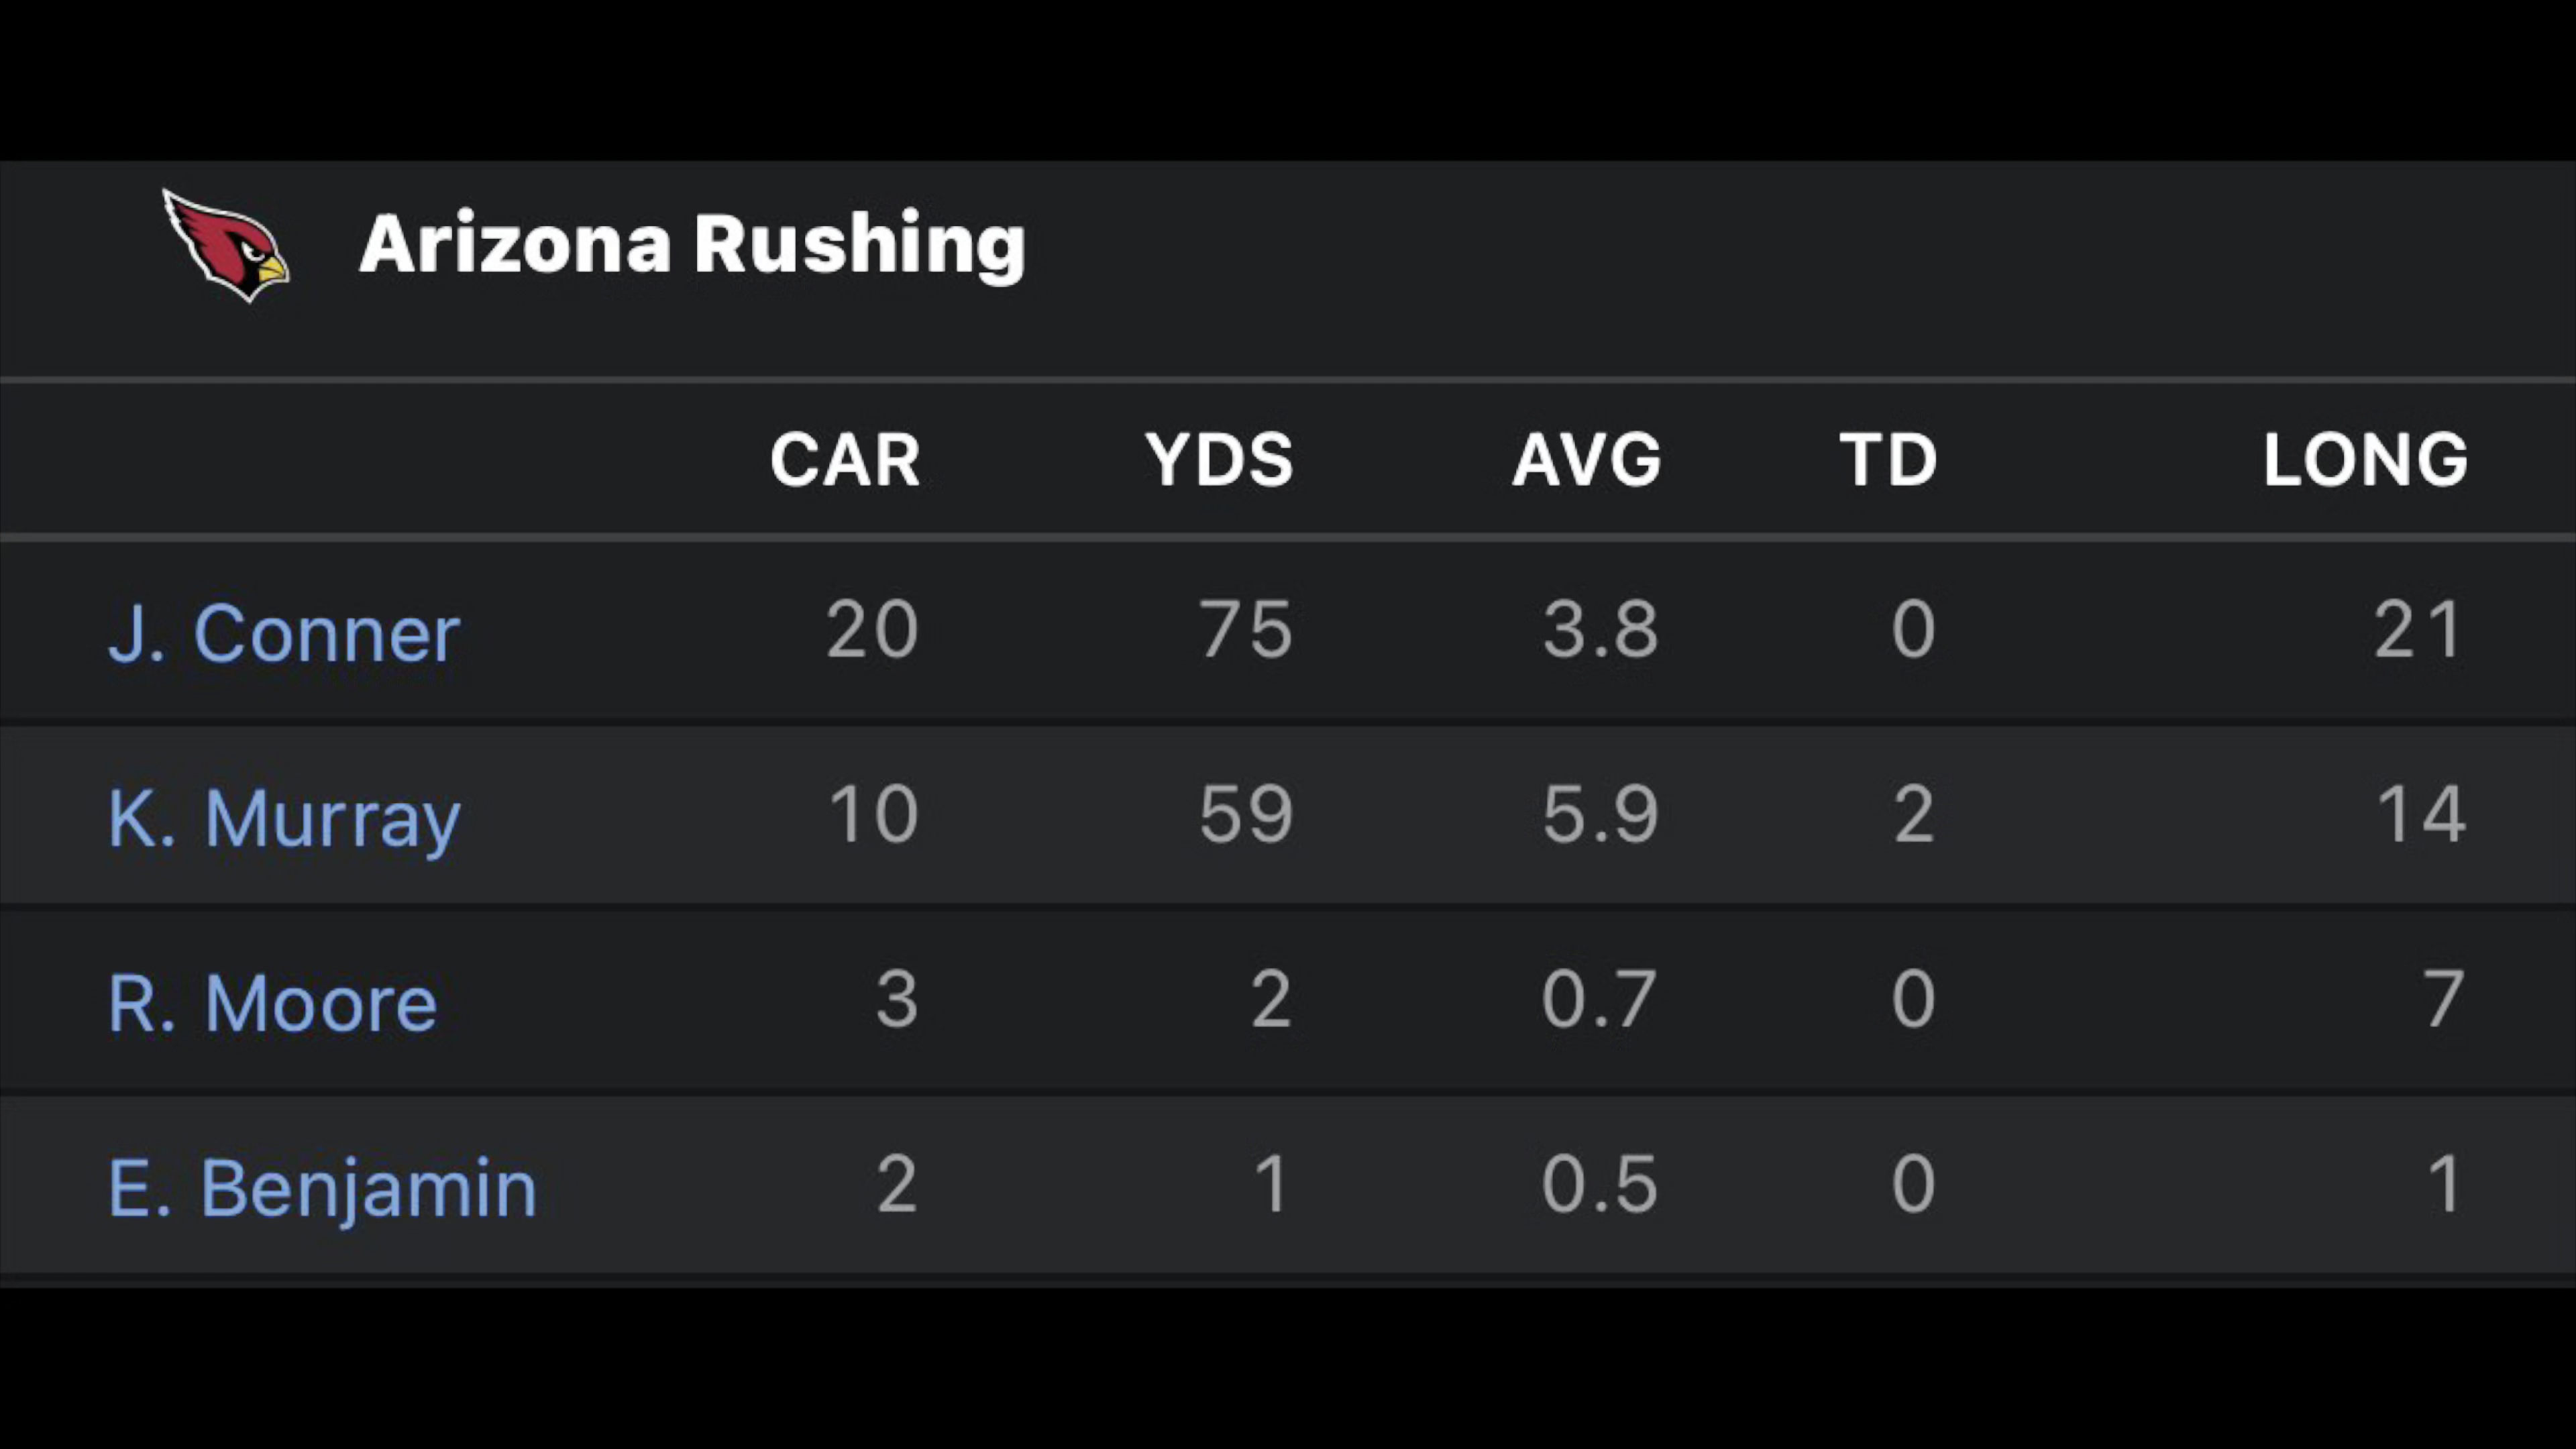 Arizona Rushing
CAR YDS AVG TD LONG
J. Conner 20 75 3.8 0 21
K. Murray 10 59 5.9 2 14
R. Moore 3 2 0.7 0 7
E. Benjamin 2 1 0.5 0 1